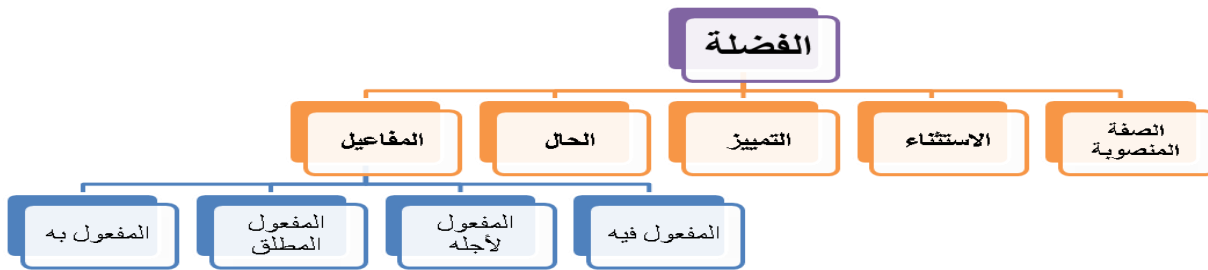 الفضلة
الصفة
المنصوبة
الاستثناء
التمييز
الحال
المفاعيل
المفعول فيه
المفعول
لأجله
المفعول
المطلق
المفعول به